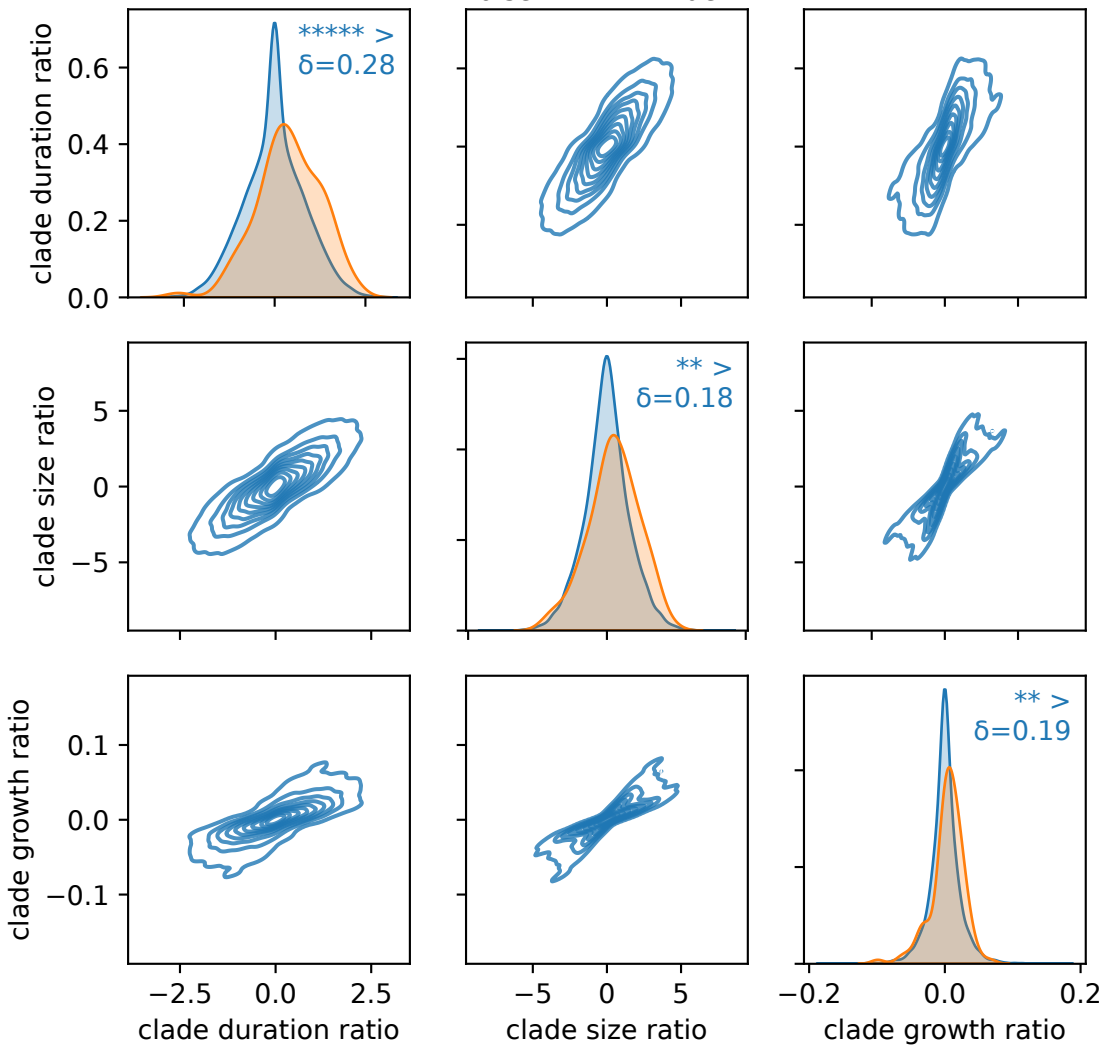 clade duration ratio
0.6
0.4
0.2
0.0
***** >
δ=0.28
clade size ratio
5
0
−5
** >
δ=0.18
clade growth ratio
0.1
0.0
−0.1
** >
δ=0.19
−2.5 0.0 2.5
clade duration ratio
−5 0 5
clade size ratio
−0.2 0.0 0.2
clade growth ratio